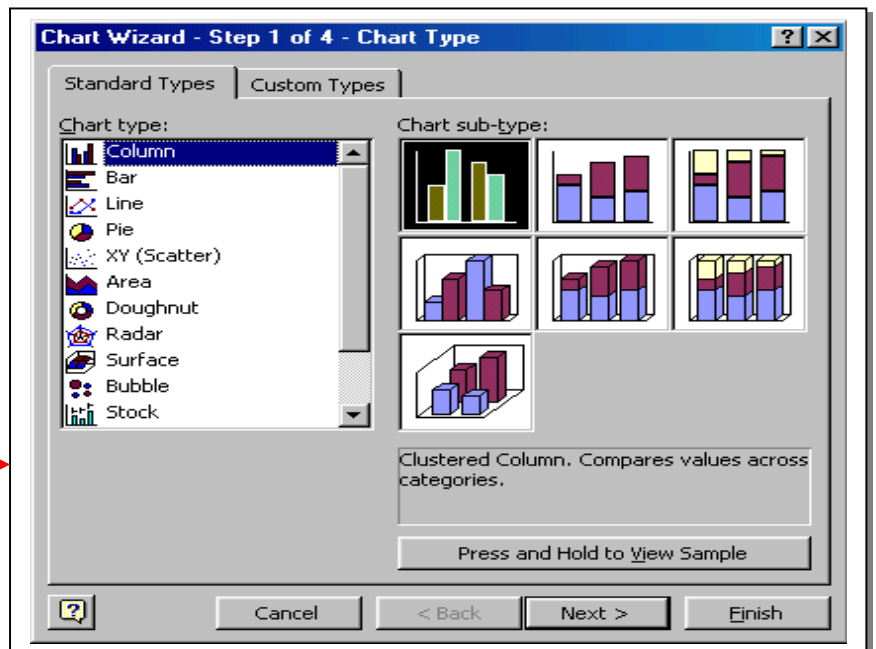 Chart Wizard - Step 1 of 4 - Chart Type
Standard Types
Custom Types
Chart type:
Column
Bar
Line
Pie
XY (Scatter)
Area
Doughnut
Radar
Surface
Bubble
Stock
Chart sub-type:
Clustered Column. Compares values across
categories.
Press and Hold to View Sample
Cancel
< Back
Next >
Finish